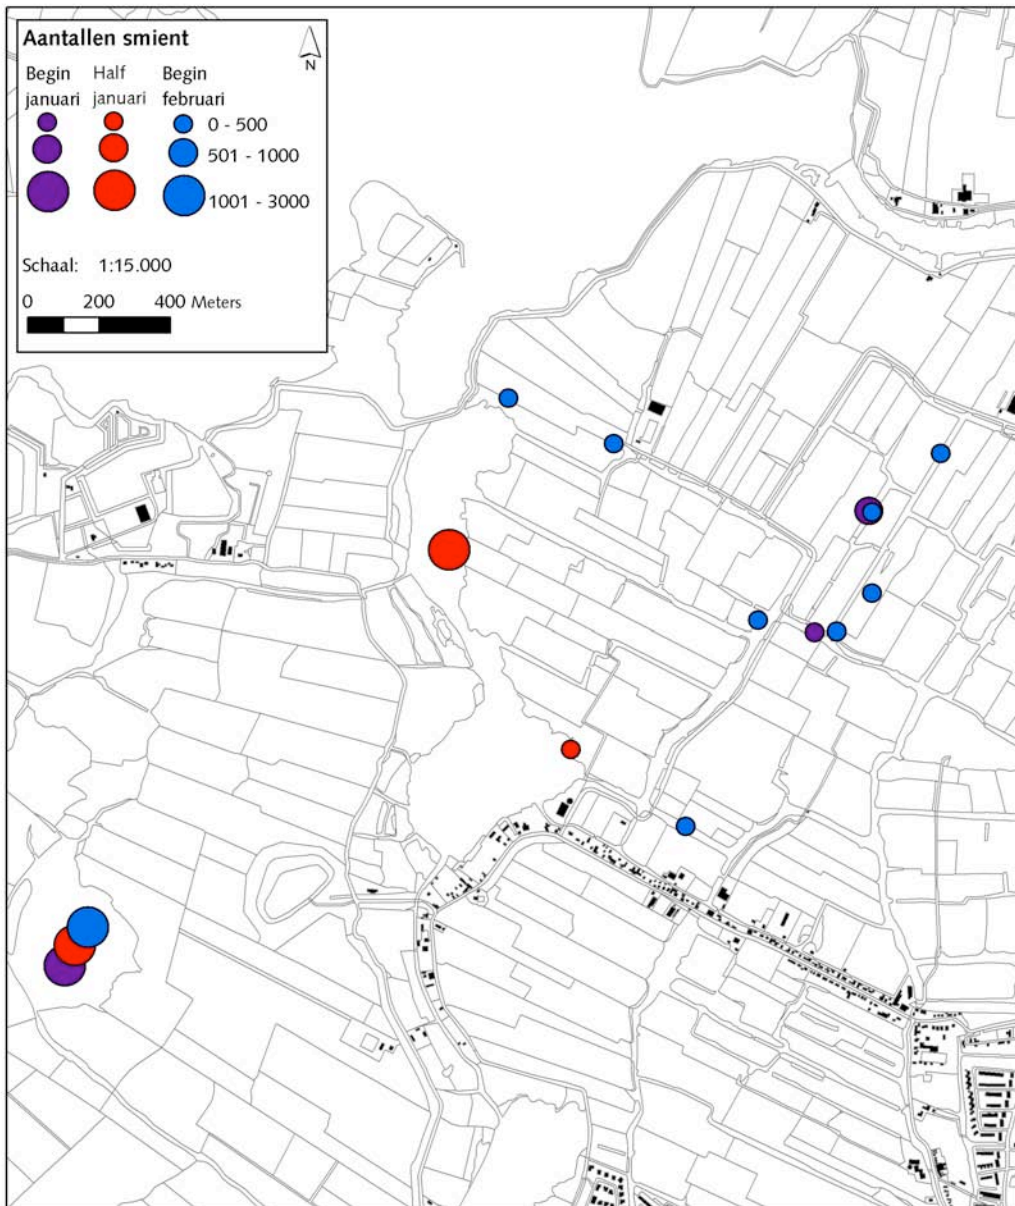 Aantallen smient
N
Begin Half Begin
januari januari februari
0 - 500
501 - 1000
1001 - 3000
Schaal: 1:15.000
0 200 400 Meters